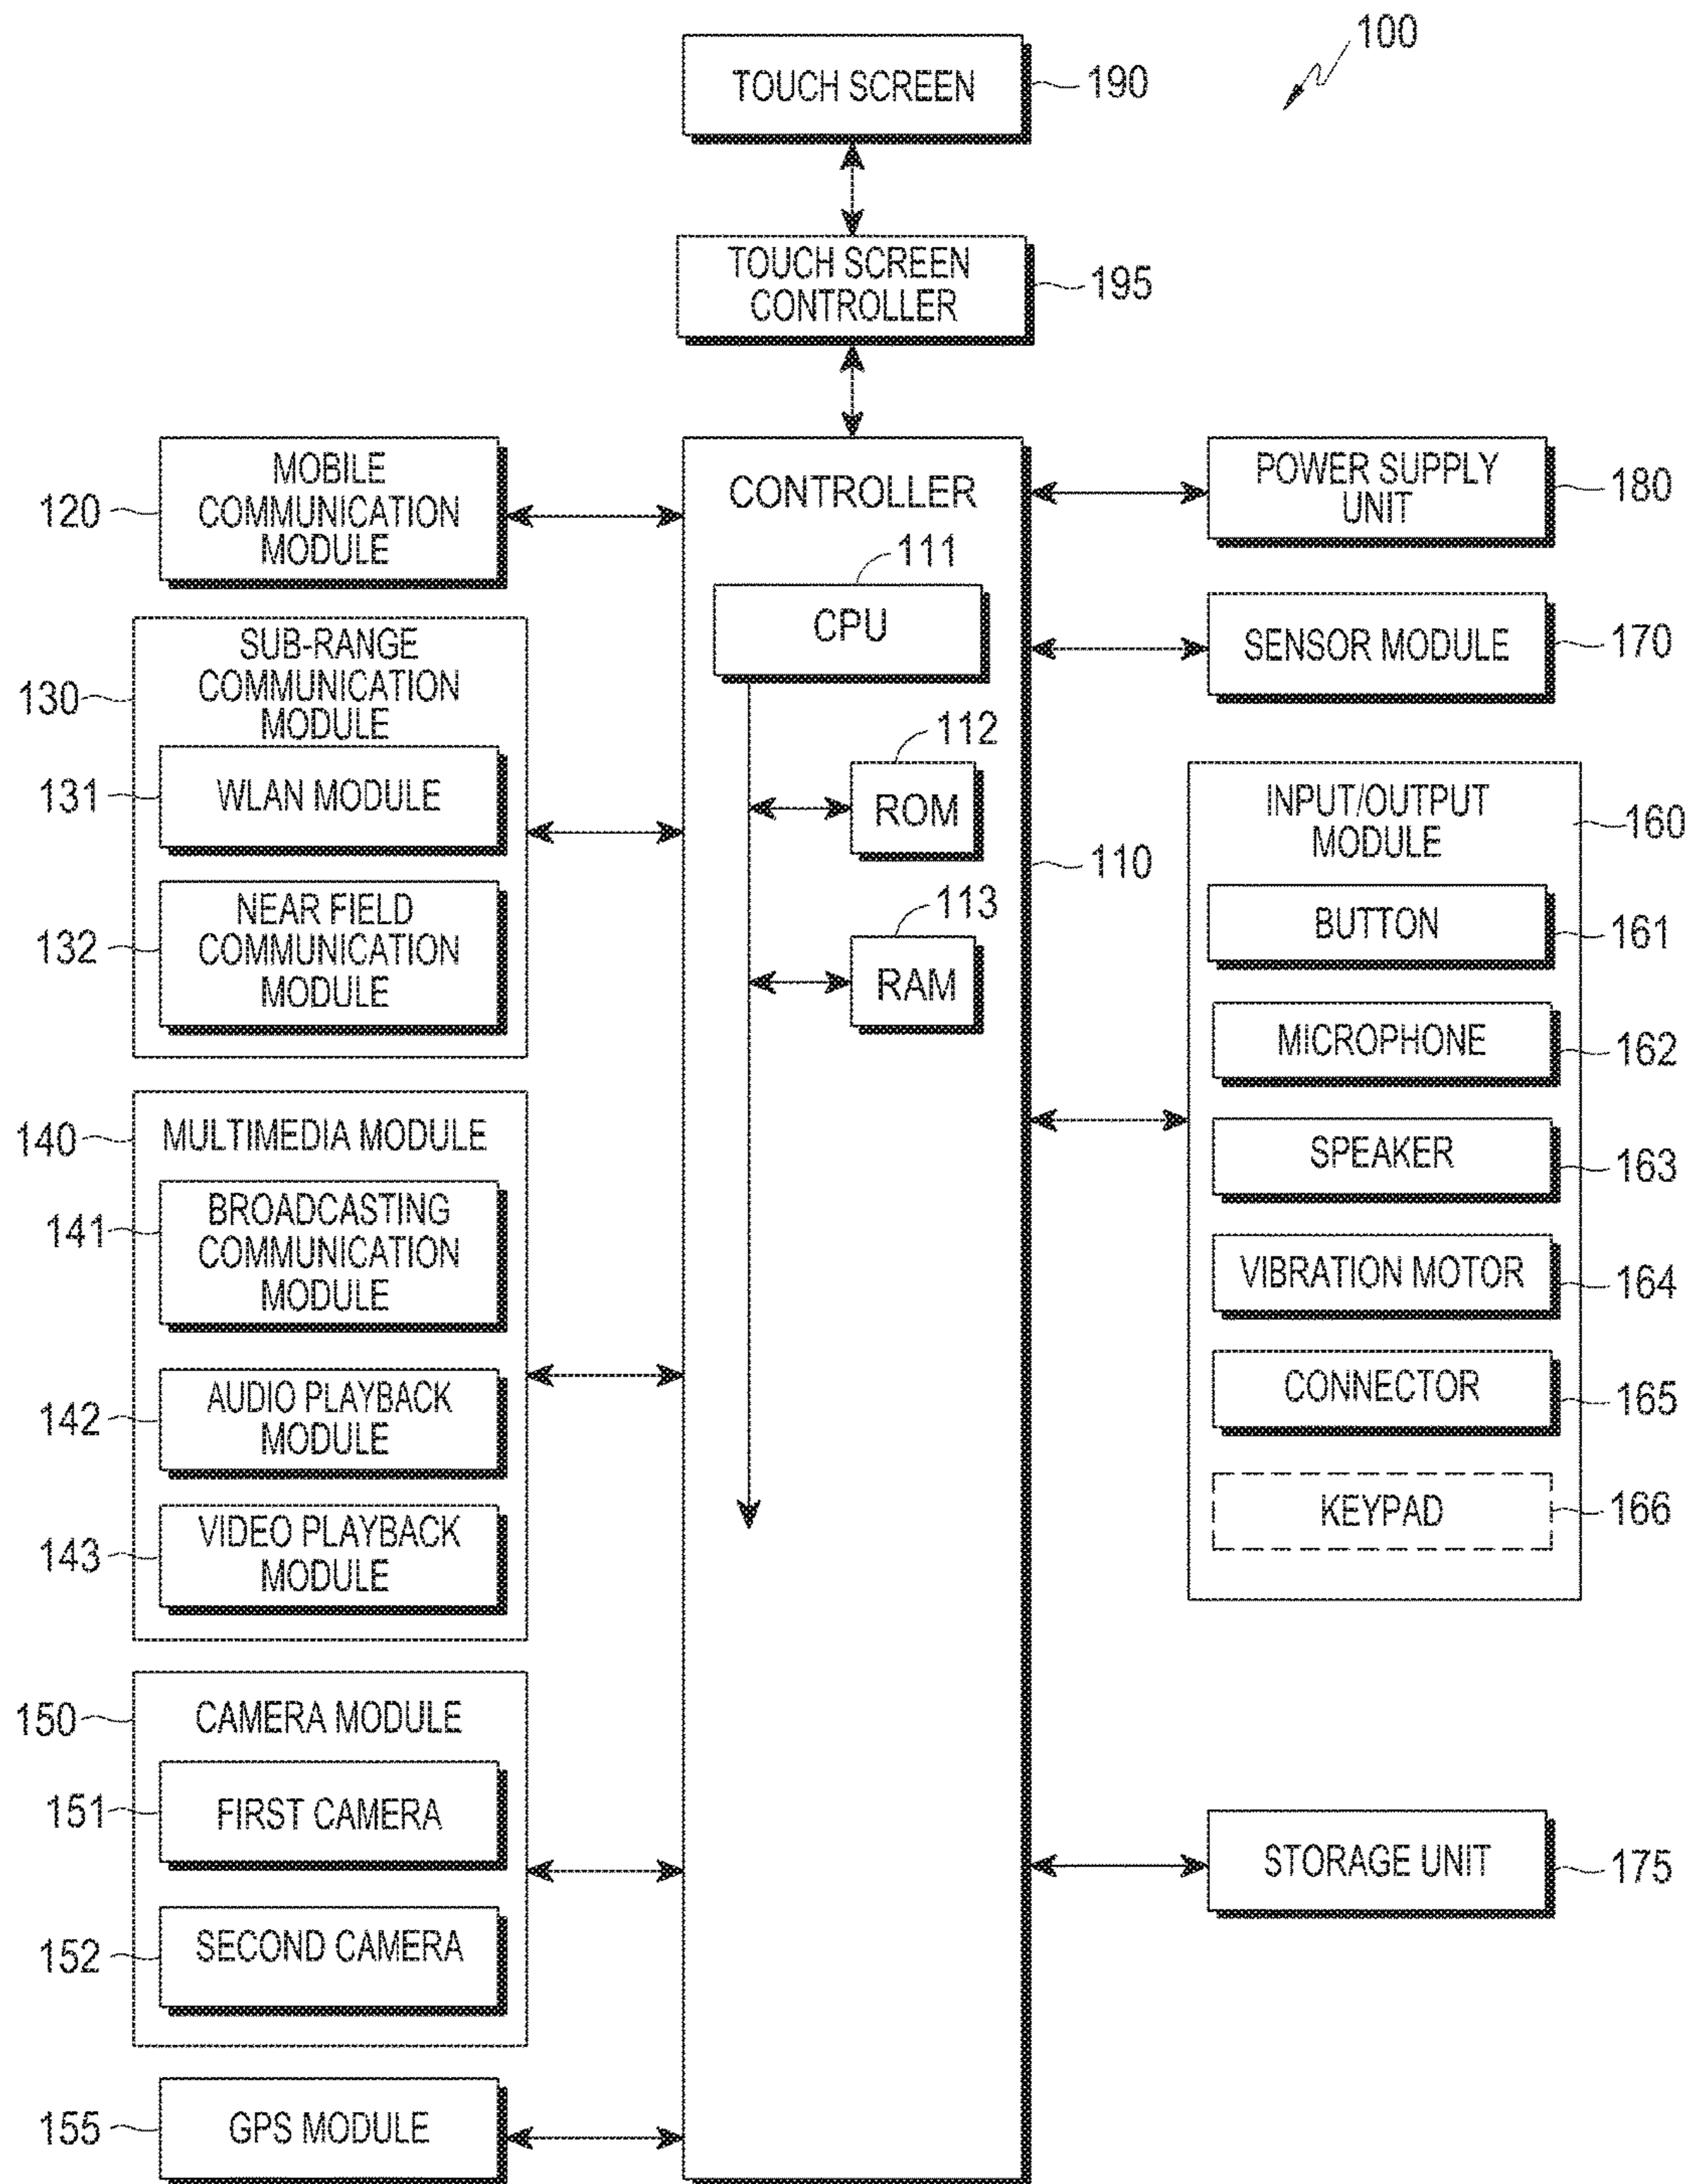 100
TOUCH SCREEN
190
TOUCH SCREEN
CONTROLLER
195
120
MOBILE
COMMUNICATION
MODULE
130
SUB-RANGE
COMMUNICATION
MODULE
131
WLAN MODULE
132
NEAR FIELD
COMMUNICATION
MODULE
140
MULTIMEDIA MODULE
141
BROADCASTING
COMMUNICATION
MODULE
142
AUDIO PLAYBACK
MODULE
143
VIDEO PLAYBACK
MODULE
150
CAMERA MODULE
151
FIRST CAMERA
152
SECOND CAMERA
155
GPS MODULE
CONTROLLER
111
CPU
112
ROM
113
RAM
110
POWER SUPPLY
UNIT
180
SENSOR MODULE
170
INPUT/OUTPUT
MODULE
160
BUTTON
161
MICROPHONE
162
SPEAKER
163
VIBRATION MOTOR
164
CONNECTOR
165
KEYPAD
166
STORAGE UNIT
175